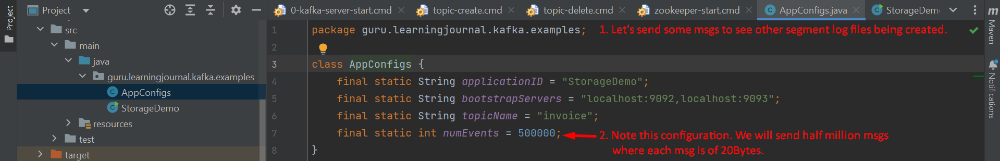 Project
Project
0-kafka-server-start.cmd
topic-create.cmd
topic-delete.cmd
zookeeper-start.cmd
AppConfigs.java
StorageDem
src
main
java
guru.learningjournal.kafka.examples
AppConfigs
StorageDemo
resources
test
target
1 package guru.learningjournal.kafka.examples;
1. Let's send some msgs to see other segment log files being created.
2
3 class AppConfigs {
4 final static String applicationID = "StorageDemo";
5 final static String bootstrapServers = "localhost:9092,localhost:9093";
6 final static String topicName = "invoice";
7 final static int numEvents = 500000;
2. Note this configuration. We will send half million msgs
where each msg is of 20Bytes.
8 }
m
Maven
Notifications